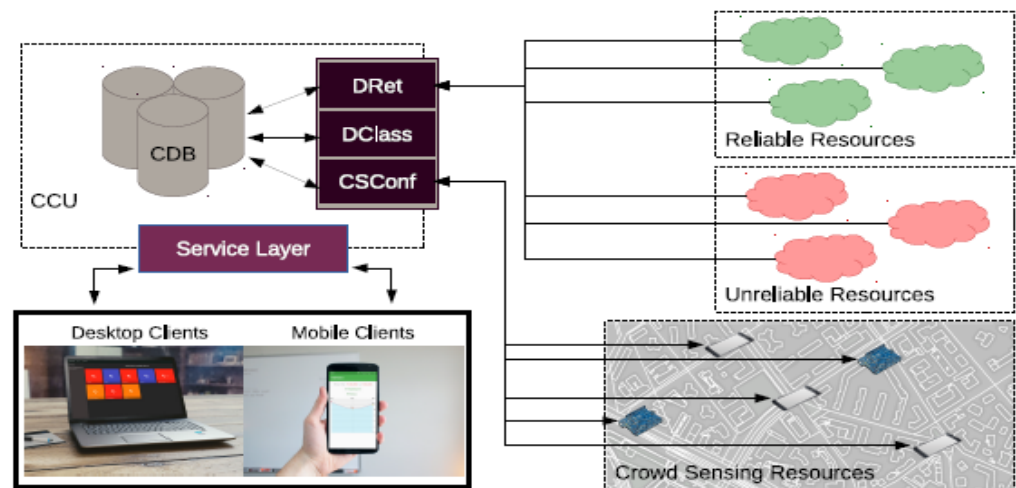 DRet
DClass
CSConf
CDB
CCU
Service Layer
Desktop Clients
Mobile Clients
Reliable Resources
Unreliable Resources
Crowd Sensing Resources